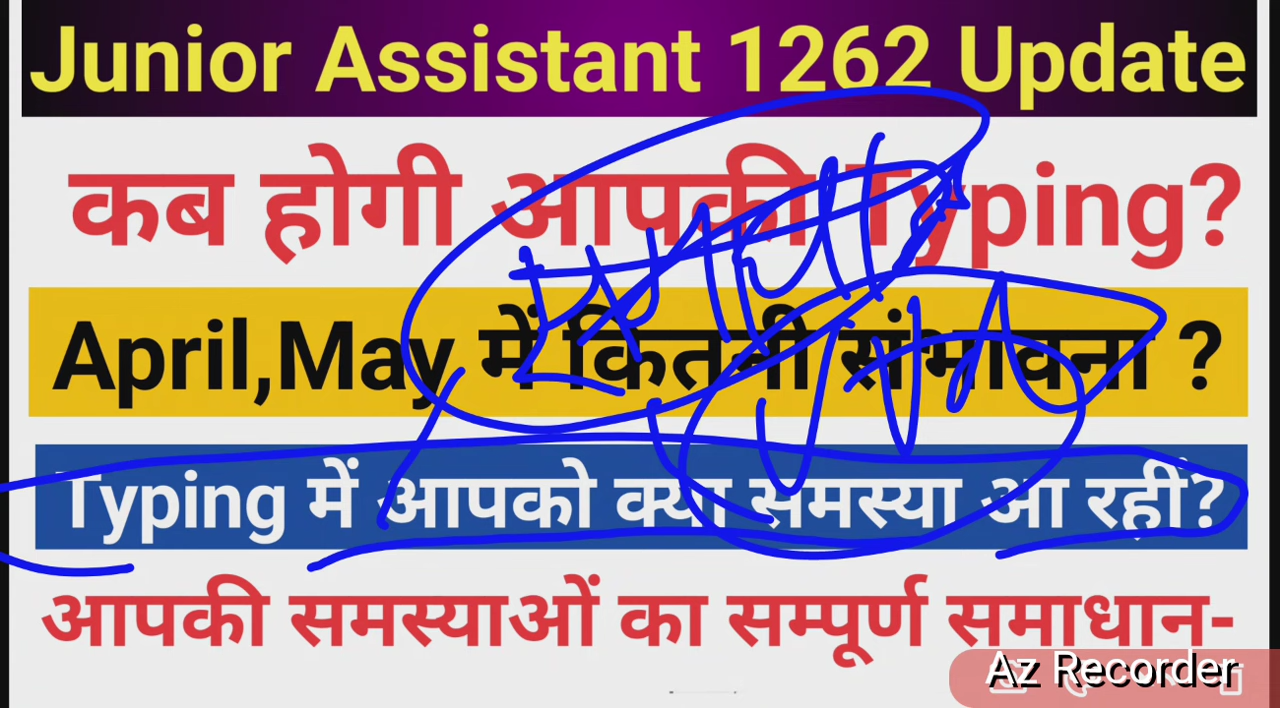 Junior Assistant 1262 Update
कब होगी आपकी Typing?
April,May में कितनी संभावना ?
Typing में आपको क्या समस्या आ रहीं?
आपकी समस्याओं का सम्पूर्ण समाधान-
Az Recorder